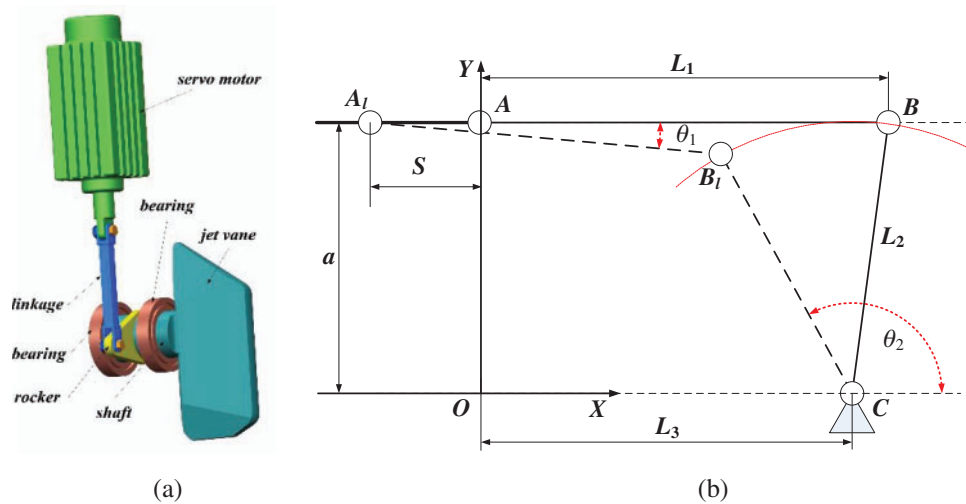 servo motor
bearing
jet vane
linkage
bearing
rocker
shaft
(a)
Y
L₁
Aₗ
A
B
θ₁
S
Bₗ
a
L₂
θ₂
O
X
C
L₃
(b)